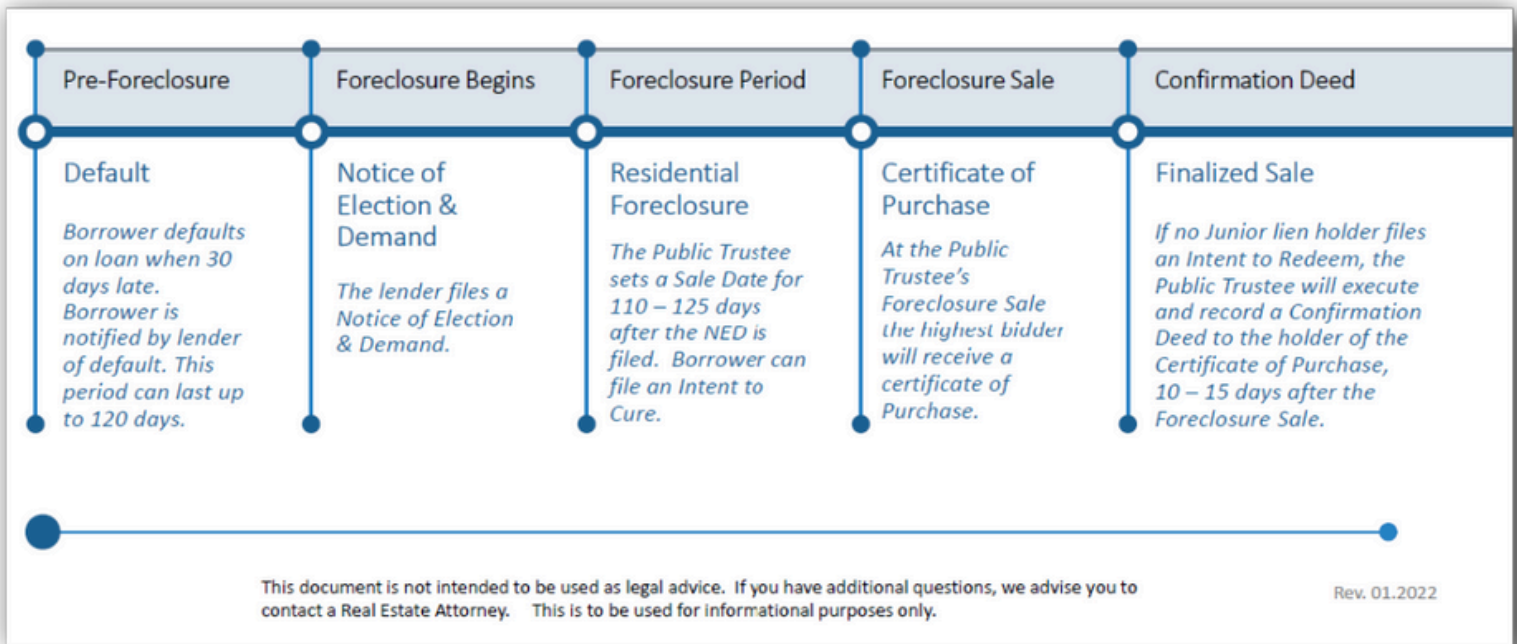 Pre-Foreclosure
Foreclosure Begins
Foreclosure Period
Foreclosure Sale
Confirmation Deed
Default
Borrower defaults
on loan when 30
days late.
Borrower is
notified by lender
of default. This
period can last up
to 120 days.
Notice of
Election &
Demand
The lender files a
Notice of Election
& Demand.
Residential
Foreclosure
The Public Trustee
sets a Sale Date for
110 – 125 days
after the NED is
filed.  Borrower can
file an Intent to
Cure.
Certificate of
Purchase
At the Public
Trustee's
Foreclosure Sale
the highest bidder
will receive a
certificate of
Purchase.
Finalized Sale
If no Junior lien holder files
an Intent to Redeem, the
Public Trustee will execute
and record a Confirmation
Deed to the holder of the
Certificate of Purchase,
10 – 15 days after the
Foreclosure Sale.
This document is not intended to be used as legal advice.  If you have additional questions, we advise you to
contact a Real Estate Attorney.    This is to be used for informational purposes only.
Rev. 01.2022